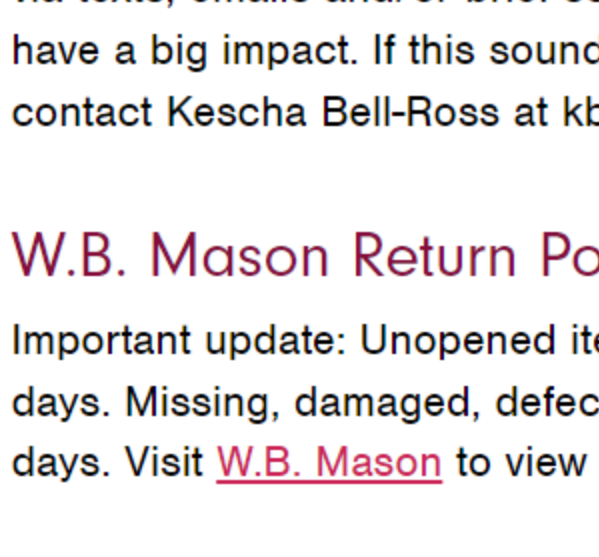 have a big impact. If this sound
contact Kescha Bell-Ross at kb
W.B. Mason Return Po
Important update: Unopened ite
days. Missing, damaged, defec
days. Visit W.B. Mason to view